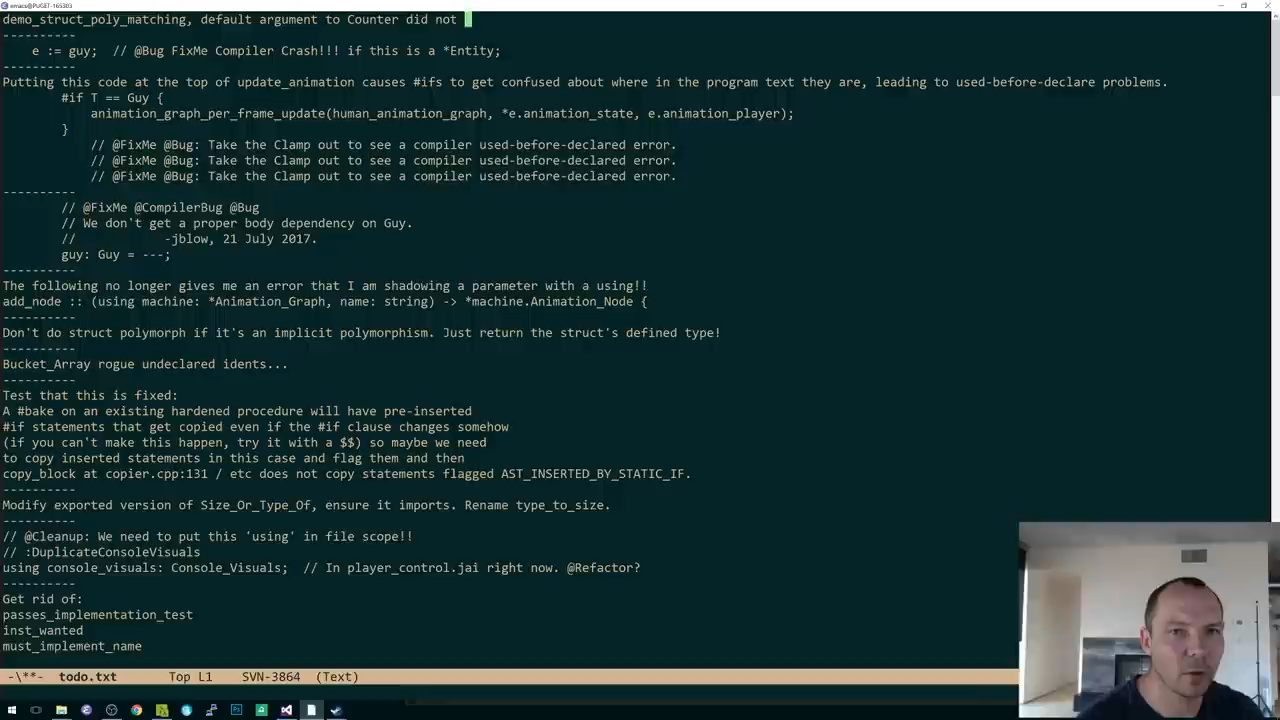 emacs@PUGET-165303
demo_struct_poly_matching, default argument to Counter did not
----------
e := guy;  // @Bug FixMe Compiler Crash!!! if this is a *Entity;
----------
Putting this code at the top of update_animation causes #ifs to get confused about where in the program text they are, leading to used-before-declare problems.
#if T == Guy {
animation_graph_per_frame_update(human_animation_graph, *e.animation_state, e.animation_player);
}
// @FixMe @Bug: Take the Clamp out to see a compiler used-before-declared error.
// @FixMe @Bug: Take the Clamp out to see a compiler used-before-declared error.
// @FixMe @Bug: Take the Clamp out to see a compiler used-before-declared error.
----------
// @FixMe @CompilerBug @Bug
// We don't get a proper body dependency on Guy.
//            -jblow, 21 July 2017.
guy: Guy = ---;
----------
The following no longer gives me an error that I am shadowing a parameter with a using!!
add_node :: (using machine: *Animation_Graph, name: string) -> *machine.Animation_Node {
----------
Don't do struct polymorph if it's an implicit polymorphism. Just return the struct's defined type!
----------
Bucket_Array rogue undeclared idents...
----------
Test that this is fixed:
A #bake on an existing hardened procedure will have pre-inserted
#if statements that get copied even if the #if clause changes somehow
(if you can't make this happen, try it with a $$) so maybe we need
to copy inserted statements in this case and flag them and then
copy_block at copier.cpp:131 / etc does not copy statements flagged AST_INSERTED_BY_STATIC_IF.
----------
Modify exported version of Size_Or_Type_Of, ensure it imports. Rename type_to_size.
----------
// @Cleanup: We need to put this 'using' in file scope!!
// :DuplicateConsoleVisuals
using console_visuals: Console_Visuals;  // In player_control.jai right now. @Refactor?
----------
Get rid of:
passes_implementation_test
inst_wanted
must_implement_name
-\**-  todo.txt       Top L1     SVN-3864  (Text)